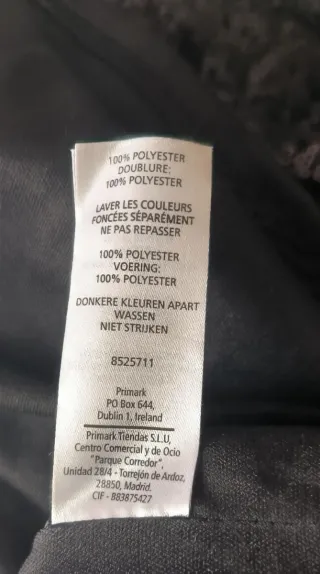 100% POLYESTER
DOUBLURE:
100% POLYESTER
LAVER LES COULEURS
FONCÉES SÉPARÉMENT
NE PAS REPASSER
100% POLYESTER
VOERING:
100% POLYESTER
DONKERE KLEUREN APART
WASSEN
NIET STRIJKEN
8525711
Primark
PO Box 644,
Dublin 1, Ireland
Primark Tiendas S.L.U,
Centro Comercial y de Ocio
"Parque Corredor",
Unidad 28/4 - Torrejón de Ardoz,
28850, Madrid.
CIF - B83875427